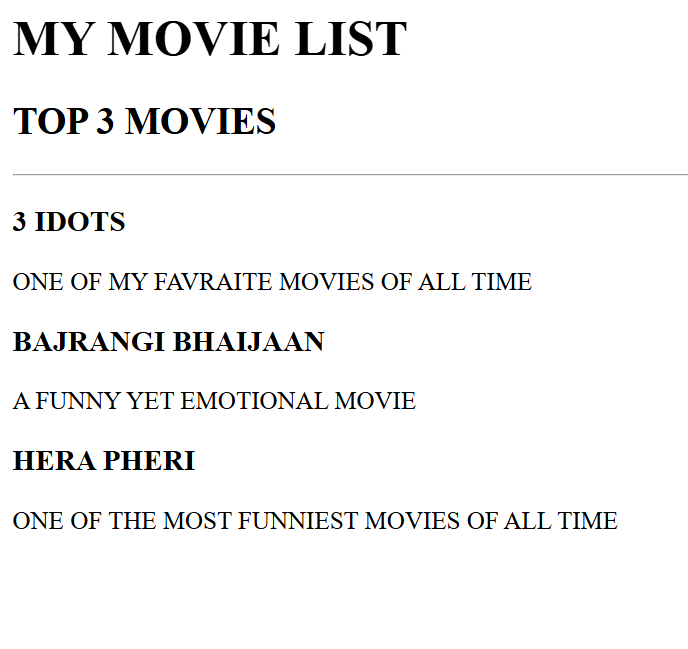 MY MOVIE LIST
TOP 3 MOVIES
3 IDOTS
ONE OF MY FAVRAITE MOVIES OF ALL TIME
BAJRANGI BHAIJAAN
A FUNNY YET EMOTIONAL MOVIE
HERA PHERI
ONE OF THE MOST FUNNIEST MOVIES OF ALL TIME